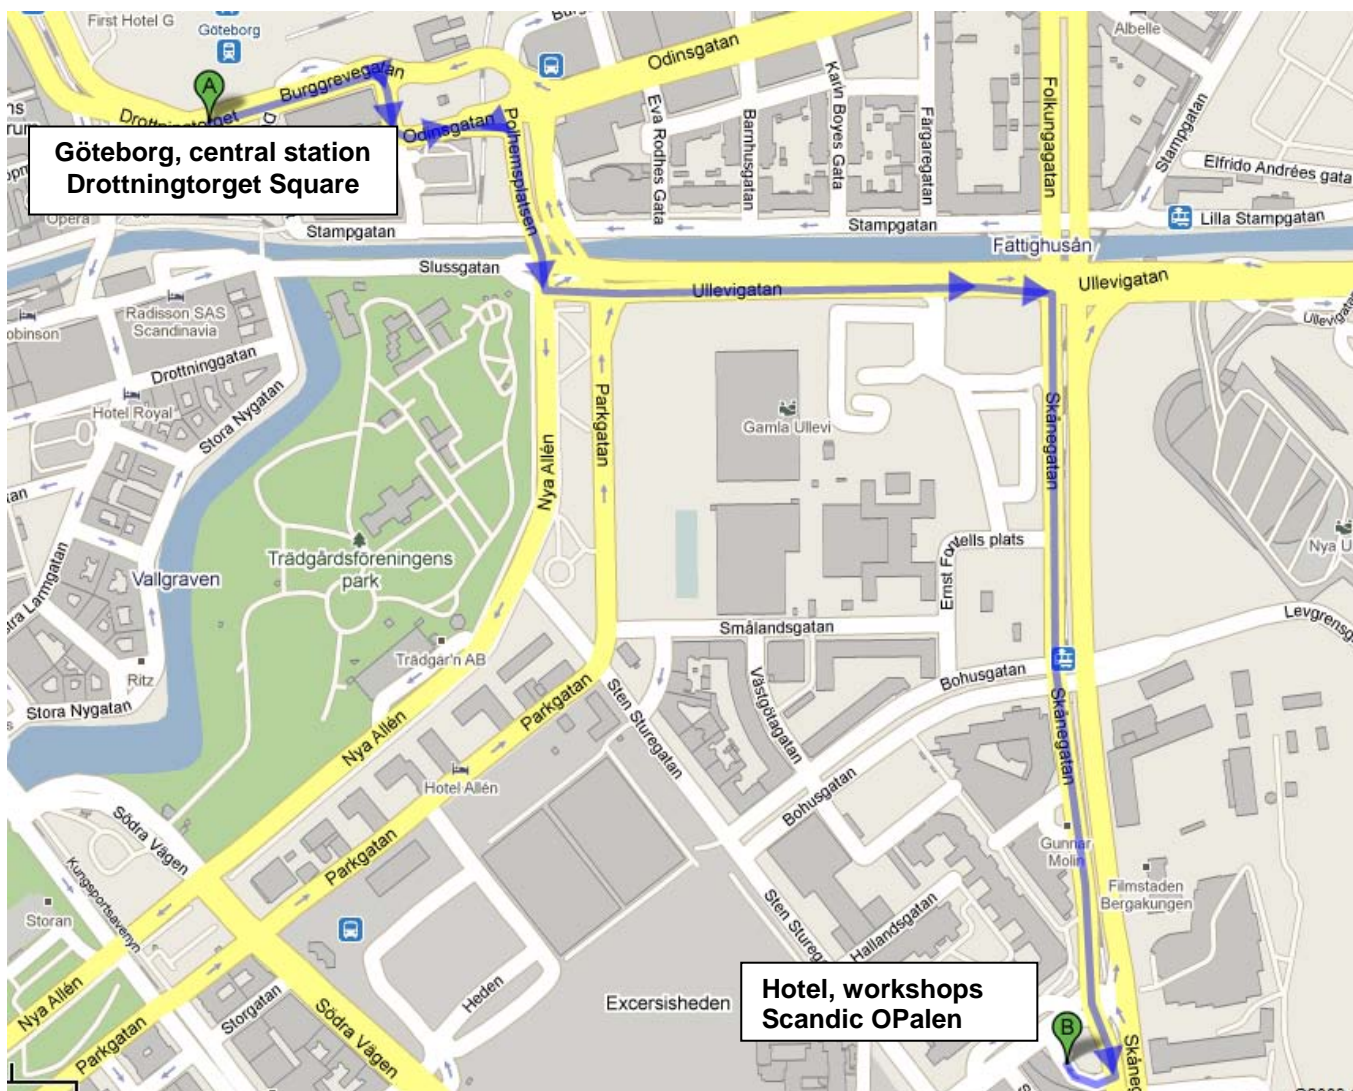 First Hotel G
Göteborg
Burggrevegatan
Drottningtorget
Odinsgatan
Odinsgatan
Polhemsplatsen
Albelle
Göteborg, central station
Drottningtorget Square
A
Eva Rodhes Gata
Barnhusgatan
Karin Boyes Gata
Färgaregatan
Folkungagatan
Stampgatan
Elfrido Andrées gata
Lilla Stampgatan
Opera
Stampgatan
Stampgatan
Fattighusån
Slussgatan
Ullevigatan
Ullevigatan
Radisson SAS
Scandinavia
Drottninggatan
Hotel Royal
Stora Nygatan
Nya Allén
Parkgatan
Gamla Ullevi
Skånegatan
Trädgårdsföreningens
park
Vallgraven
Ernst Fontells plats
Smålandsgatan
Trädgår'n AB
Ritz
Stora Nygatan
Västgötagatan
Bohusgatan
Nya Allén
Parkgatan
Sten Sturegatan
Skånegatan
Hotel Allén
Bohusgatan
Södra Vägen
Parkgatan
Gunnar
Molin
Filmstaden
Bergakungen
Kungsportsavenyn
Storan
Hallandsgatan
Heden
Excersisheden
Hotel, workshops
Scandic OPalen
B
Nya Allén
Storgatan
Södra Vägen
Parkgatan